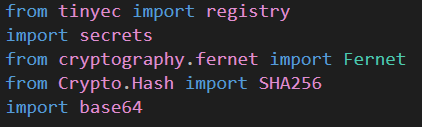 from tinyec import registry
import secrets
from cryptography.fernet import Fernet
from Crypto.Hash import SHA256
import base64